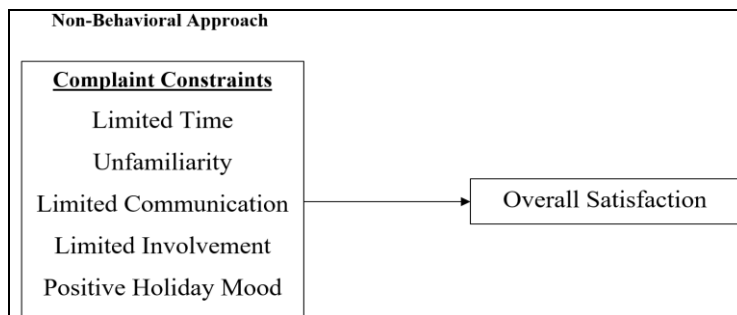 Non-Behavioral Approach
Complaint Constraints
Limited Time
Unfamiliarity
Limited Communication
Limited Involvement
Positive Holiday Mood
Overall Satisfaction